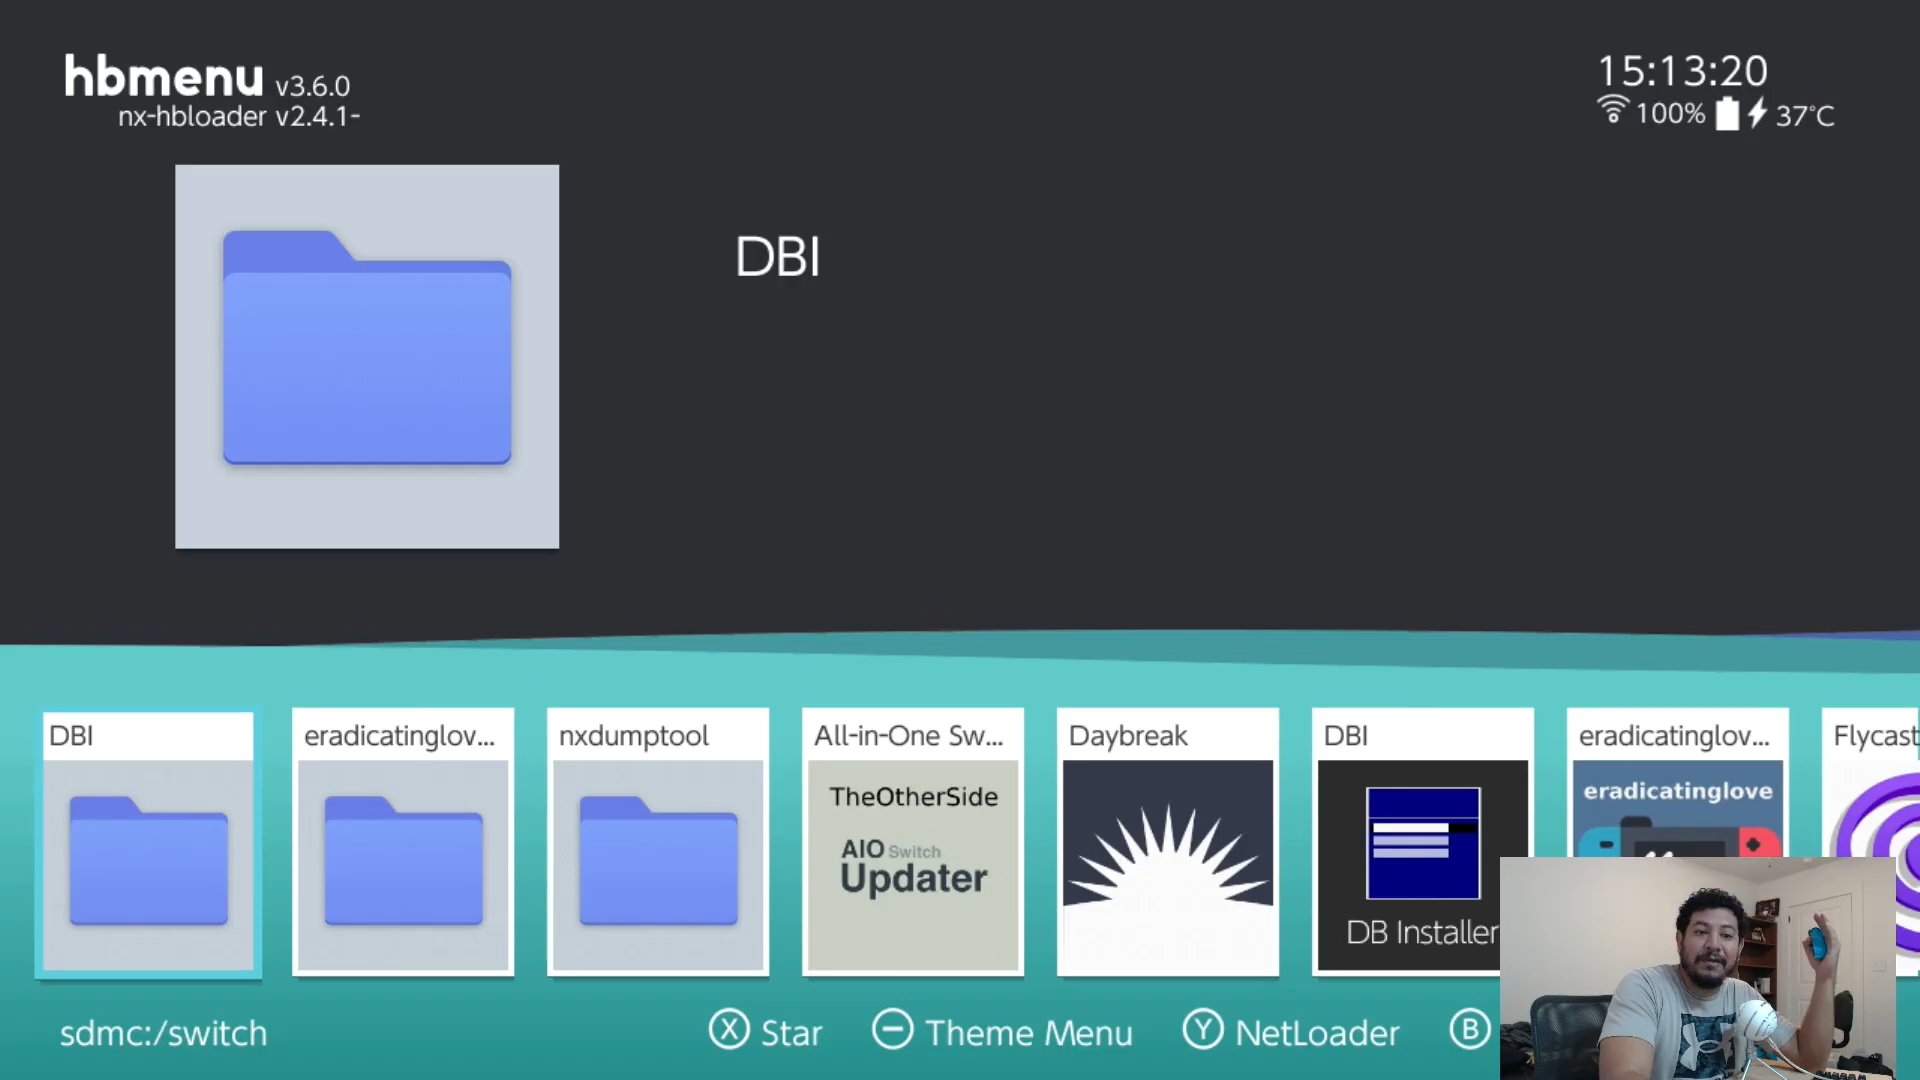 hbmenu v3.6.0
nx-hbloader v2.4.1-
15:13:20
100% 37°C
DBI
DBI
eradicatinglov...
nxdumptool
All-in-One Sw...
Daybreak
DBI
eradicatinglov...
Flycast
TheOtherSide
AIO Switch
Updater
DB Installer
eradicatinglove
sdmc:/switch
X Star
Theme Menu
Y NetLoader
B